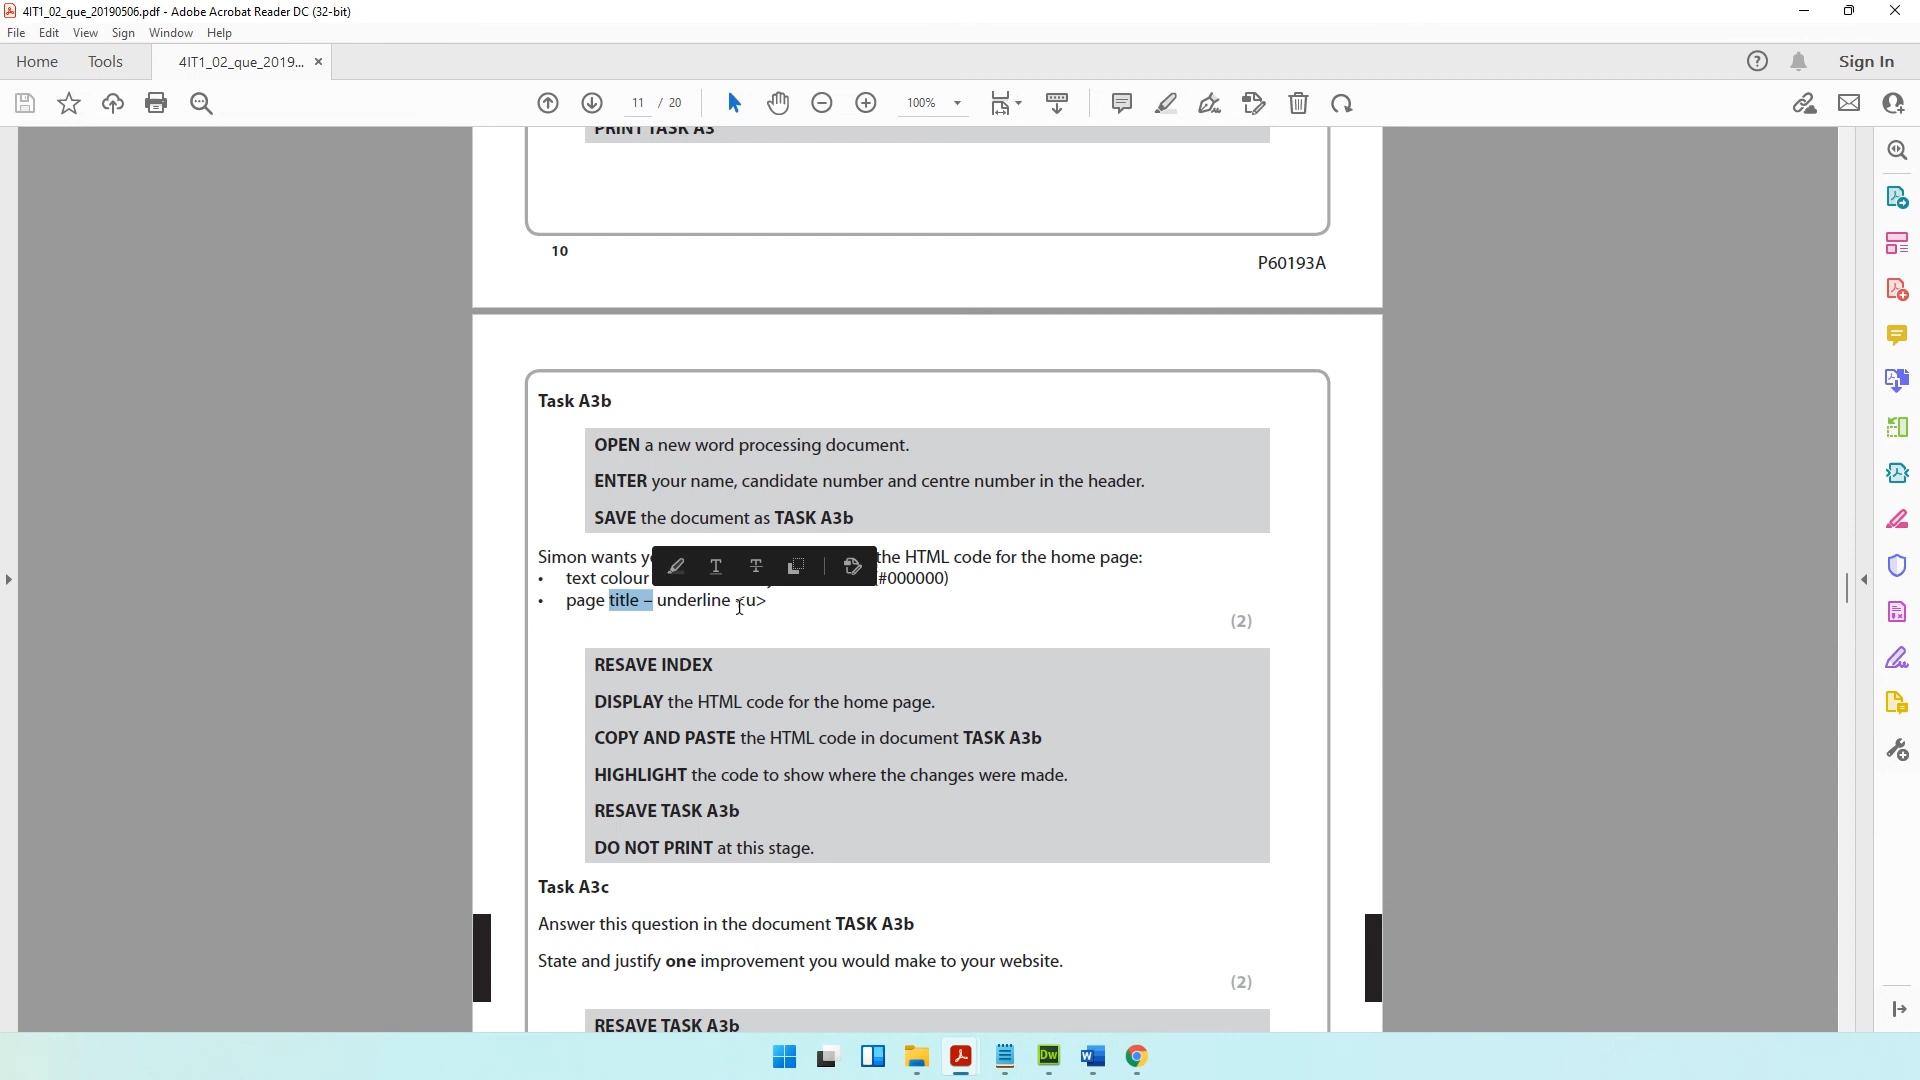 4IT1_02_que_20190506.pdf - Adobe Acrobat Reader DC (32-bit)
File Edit View Sign Window Help
Home Tools 4IT1_02_que_2019... × Sign In
11 / 20 100%
PRINT TASK A3
10
P60193A
Task A3b
OPEN a new word processing document.
ENTER your name, candidate number and centre number in the header.
SAVE the document as TASK A3b
Simon wants the HTML code for the home page:
• text colour #000000)
• page title – underline <u>
(2)
RESAVE INDEX
DISPLAY the HTML code for the home page.
COPY AND PASTE the HTML code in document TASK A3b
HIGHLIGHT the code to show where the changes were made.
RESAVE TASK A3b
DO NOT PRINT at this stage.
Task A3c
Answer this question in the document TASK A3b
State and justify one improvement you would make to your website.
(2)
RESAVE TASK A3b
Dw